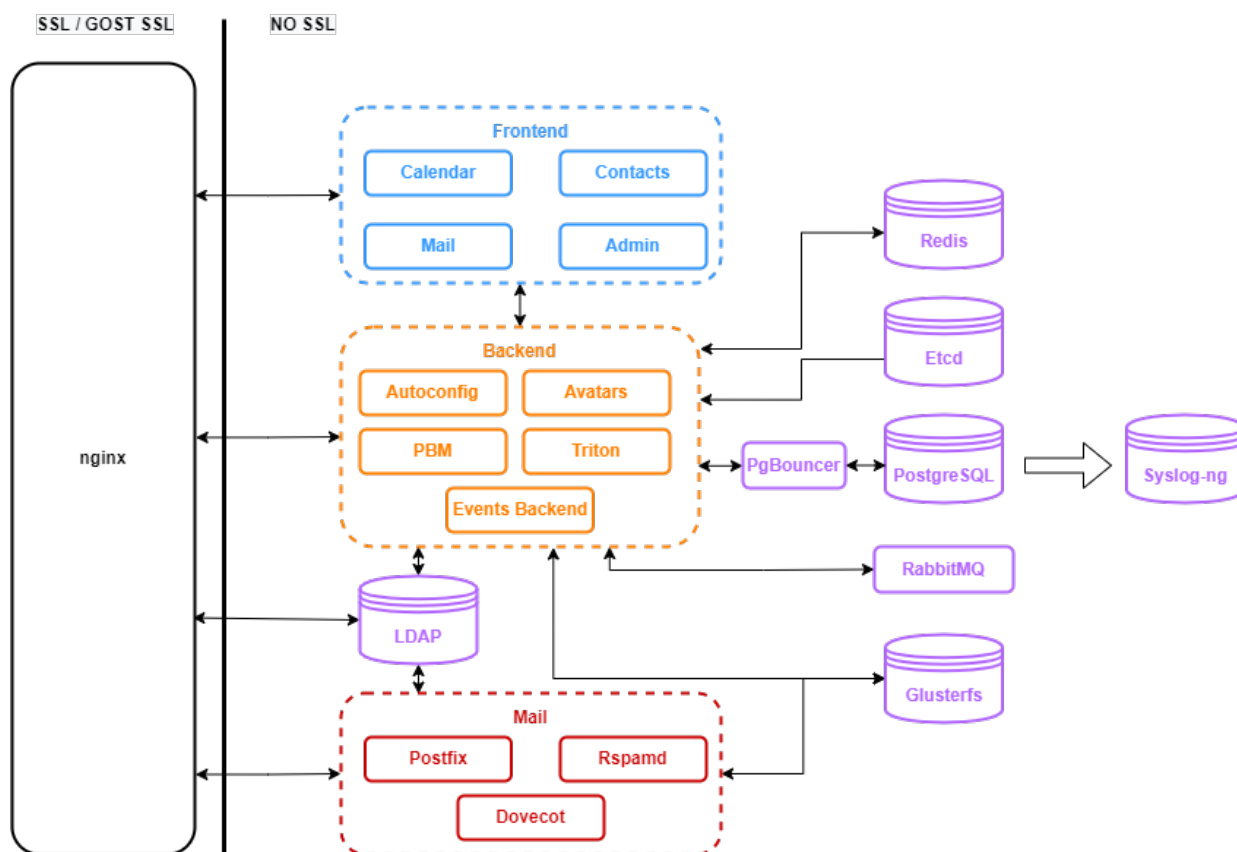 SSL / GOST SSL
NO SSL
nginx
Frontend
Calendar
Contacts
Mail
Admin
Backend
Autoconfig
Avatars
PBM
Triton
Events Backend
Redis
Etcd
PgBouncer
PostgreSQL
Syslog-ng
RabbitMQ
LDAP
Glusterfs
Mail
Postfix
Rspamd
Dovecot